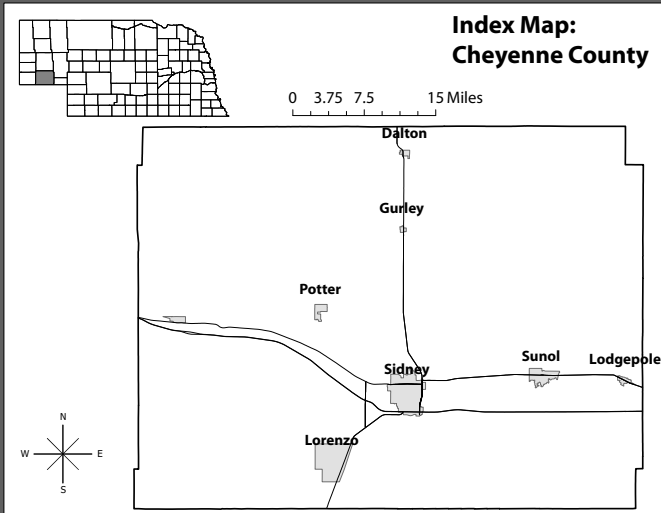 Index Map:
Cheyenne County
0 3.75 7.5 15 Miles
Dalton
Gurley
Potter
Sidney
Sunol
Lodgepole
Lorenzo
N
W E
S